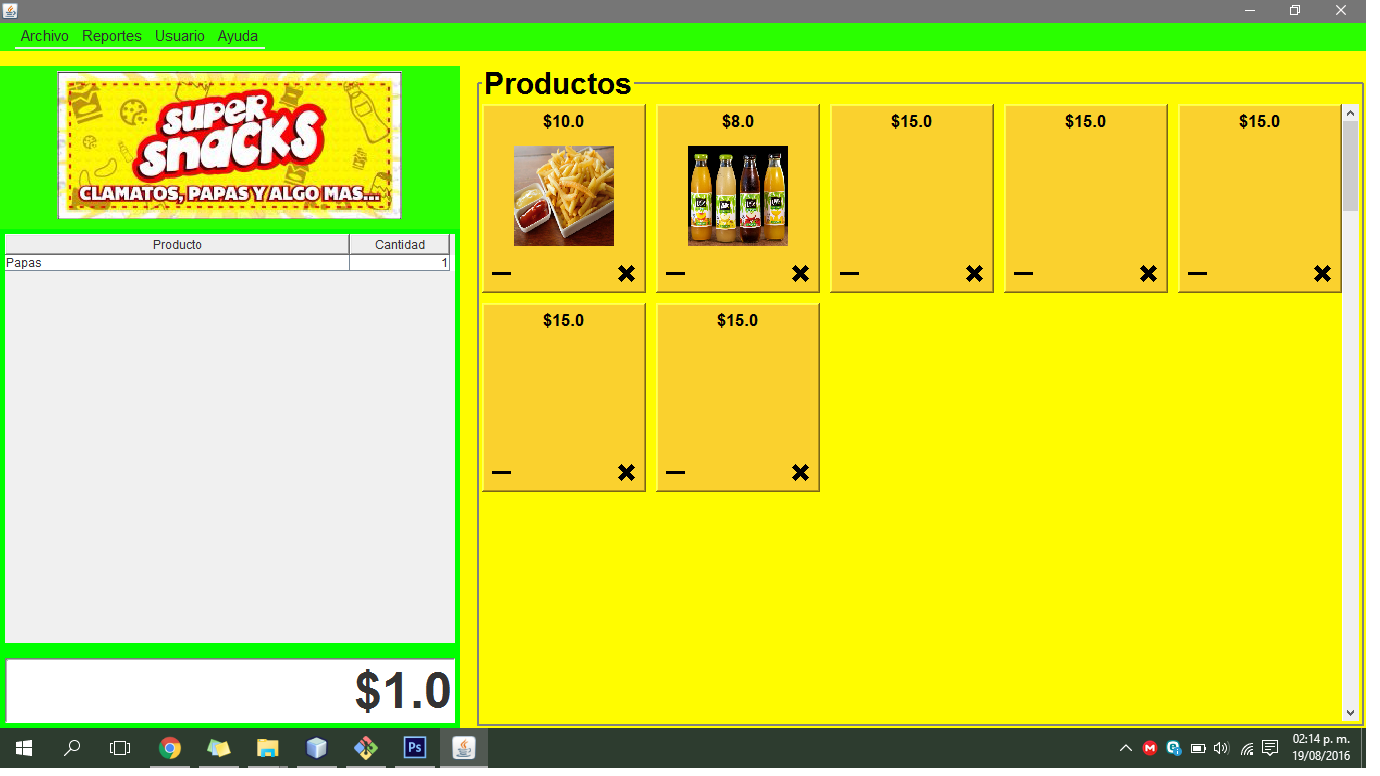 Archivo Reportes Usuario Ayuda
SUPER
SNACKS
CLAMATOS, PAPAS Y ALGO MAS...
Producto Cantidad
Papas 1
$1.0
Productos
$10.0 $8.0 $15.0 $15.0 $15.0
$15.0 $15.0
Ps
02:14 p. m.
19/08/2016